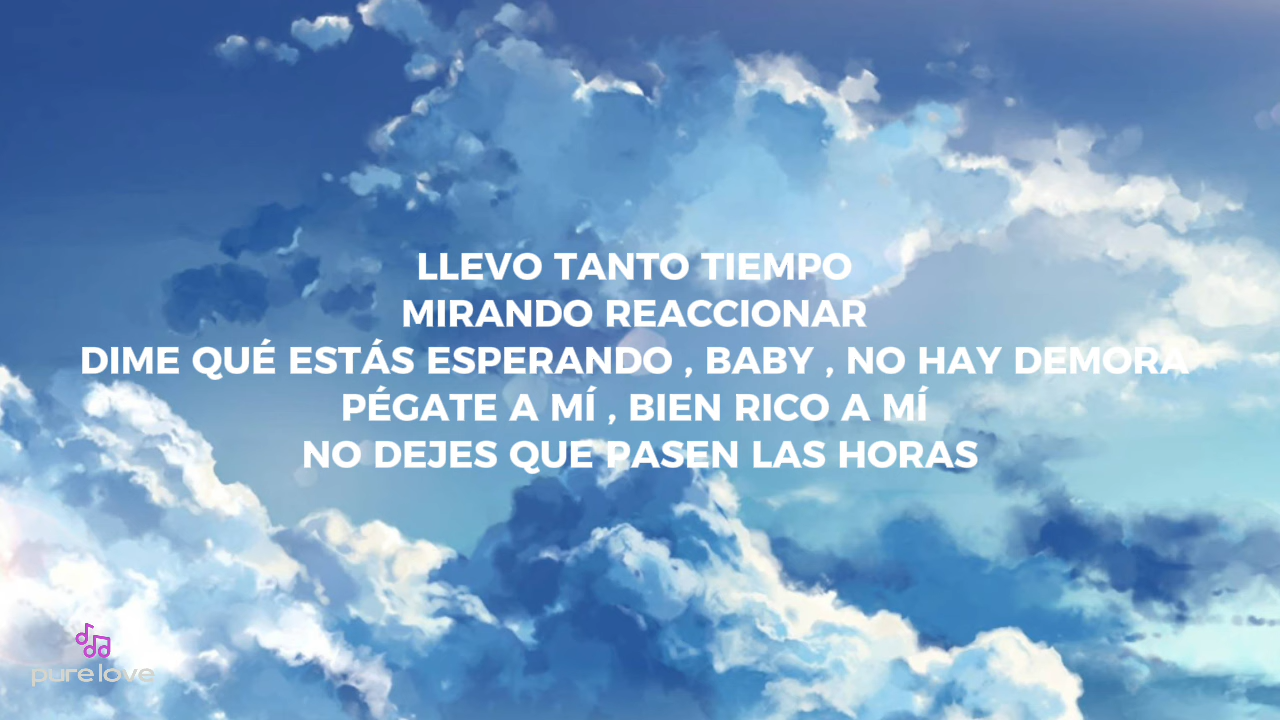 LLEVO TANTO TIEMPO
MIRANDO REACCIONAR
DIME QUÉ ESTÁS ESPERANDO , BABY , NO HAY DEMORA
PÉGATE A MÍ , BIEN RICO A MÍ
NO DEJES QUE PASEN LAS HORAS
pure love